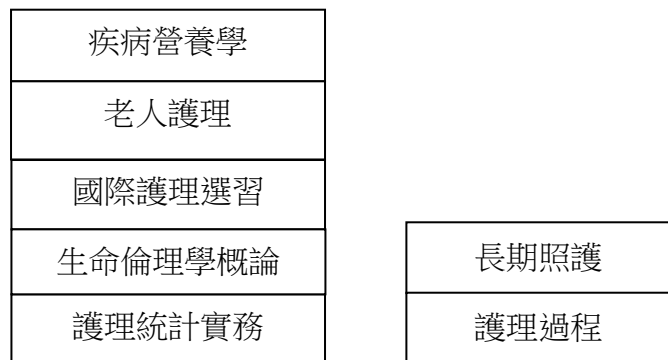 疾病營養學
老人護理
國際護理選習
生命倫理學概論
護理統計實務
長期照護
護理過程